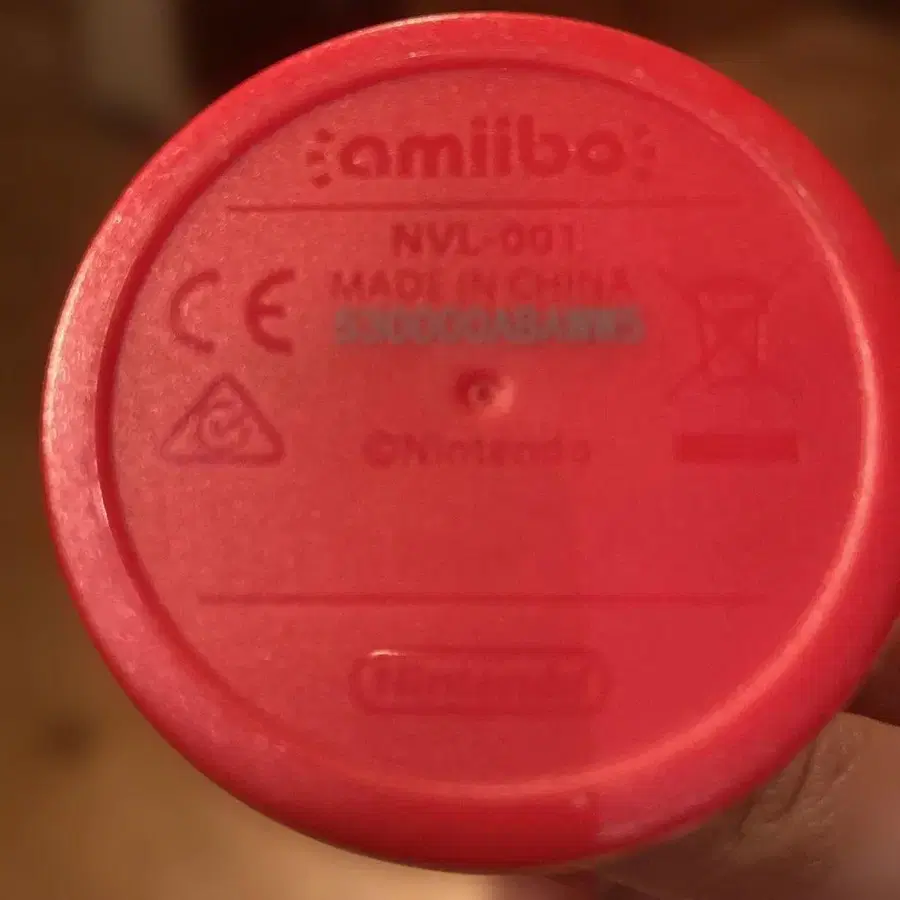 amiibo
NVL-001
MADE IN CHINA
CE
©Nintendo
Nintendo